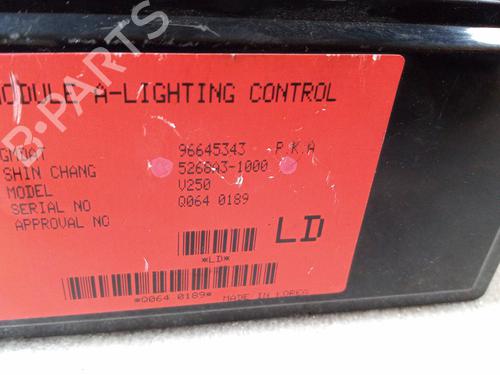 MODULE A-LIGHTING CONTROL
GMDAT 96645343 R.K.A
SHIN CHANG 5268A3-1000
MODEL V250
SERIAL NO Q064 0189
APPROVAL NO
LD
*LD*
*Q064 0189* MADE IN KOREA
B-PARTS